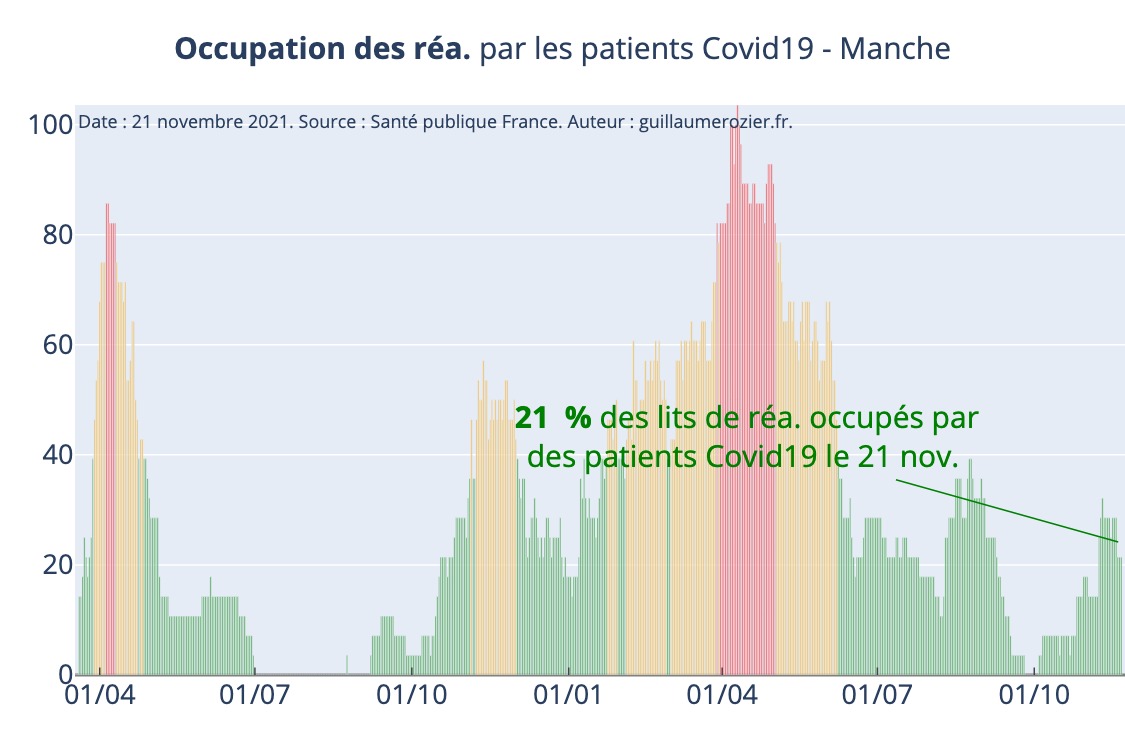 Occupation des réa. par les patients Covid19 - Manche
Date : 21 novembre 2021. Source : Santé publique France. Auteur : guillaumerozier.fr.
100
80
60
40
20
0
21 % des lits de réa. occupés par
des patients Covid19 le 21 nov.
01/04 01/07 01/10 01/01 01/04 01/07 01/10